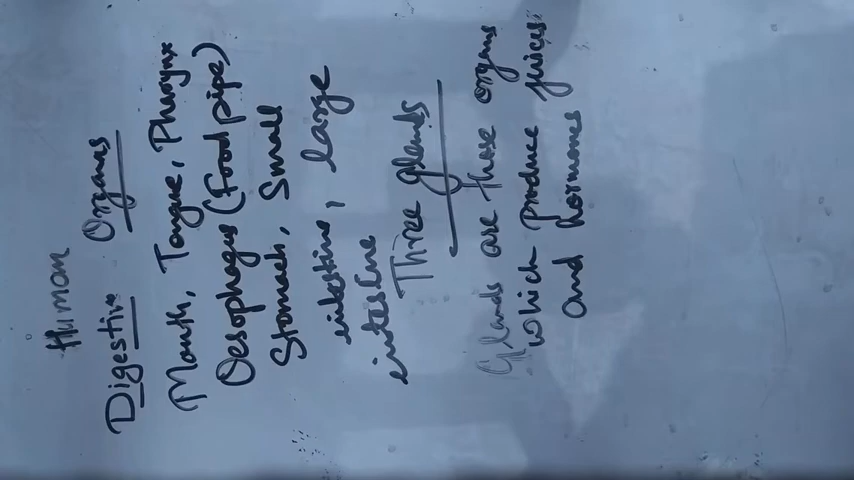 Human
Digestive Organs
Mouth, Tongue, Pharynx
Oesophagus (Food pipe)
Stomach, Small
intestine, large
intestine
Three glands
Glands are those organs
which produce juices
and hormones